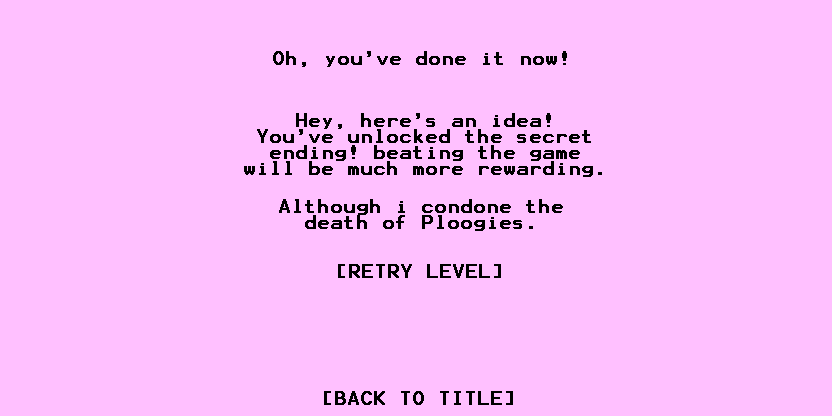 Oh, you've done it now!
Hey, here's an idea!
You've unlocked the secret
ending! beating the game
will be much more rewarding.
Although i condone the
death of Ploogies.
[RETRY LEVEL]
[BACK TO TITLE]